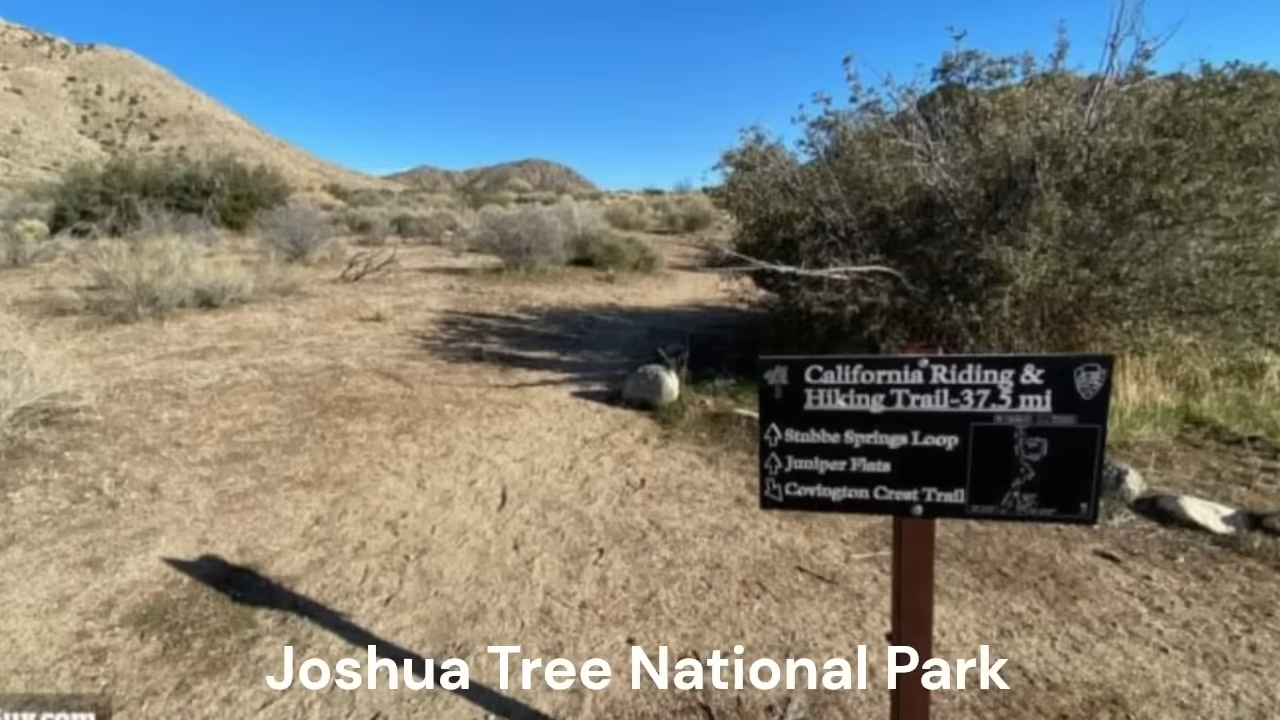 California Riding &
Hiking Trail-37.5 mi
Stubbe Springs Loop
Juniper Flats
Covington Crest Trail
Joshua Tree National Park